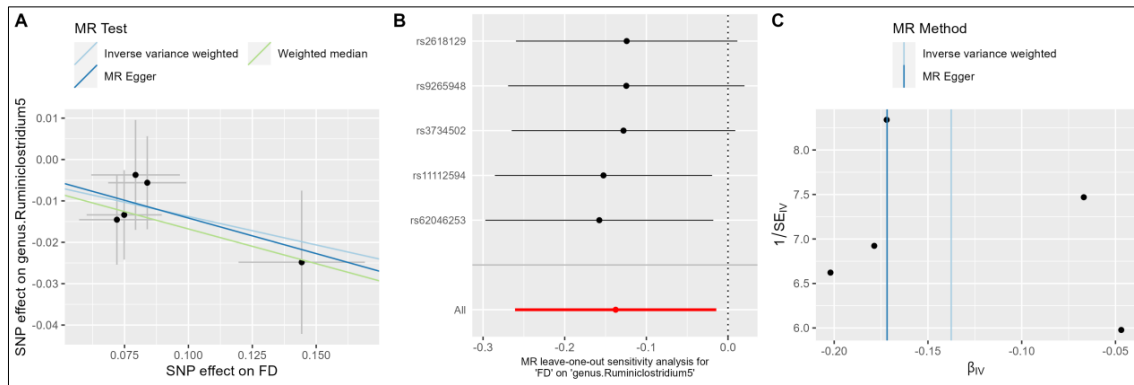 A
MR Test
Inverse variance weighted
Weighted median
MR Egger
SNP effect on genus.Ruminiclostridium5
0.01
0.00
-0.01
-0.02
-0.03
-0.04
0.075
0.100
0.125
0.150
SNP effect on FD
B
rs2618129
rs9265948
rs3734502
rs11112594
rs62046253
All
-0.3
-0.2
-0.1
0.0
MR leave-one-out sensitivity analysis for
'FD' on 'genus.Ruminiclostridium5'
C
MR Method
Inverse variance weighted
MR Egger
1/SEIV
8.0
7.5
7.0
6.5
6.0
-0.20
-0.15
-0.10
-0.05
βIV